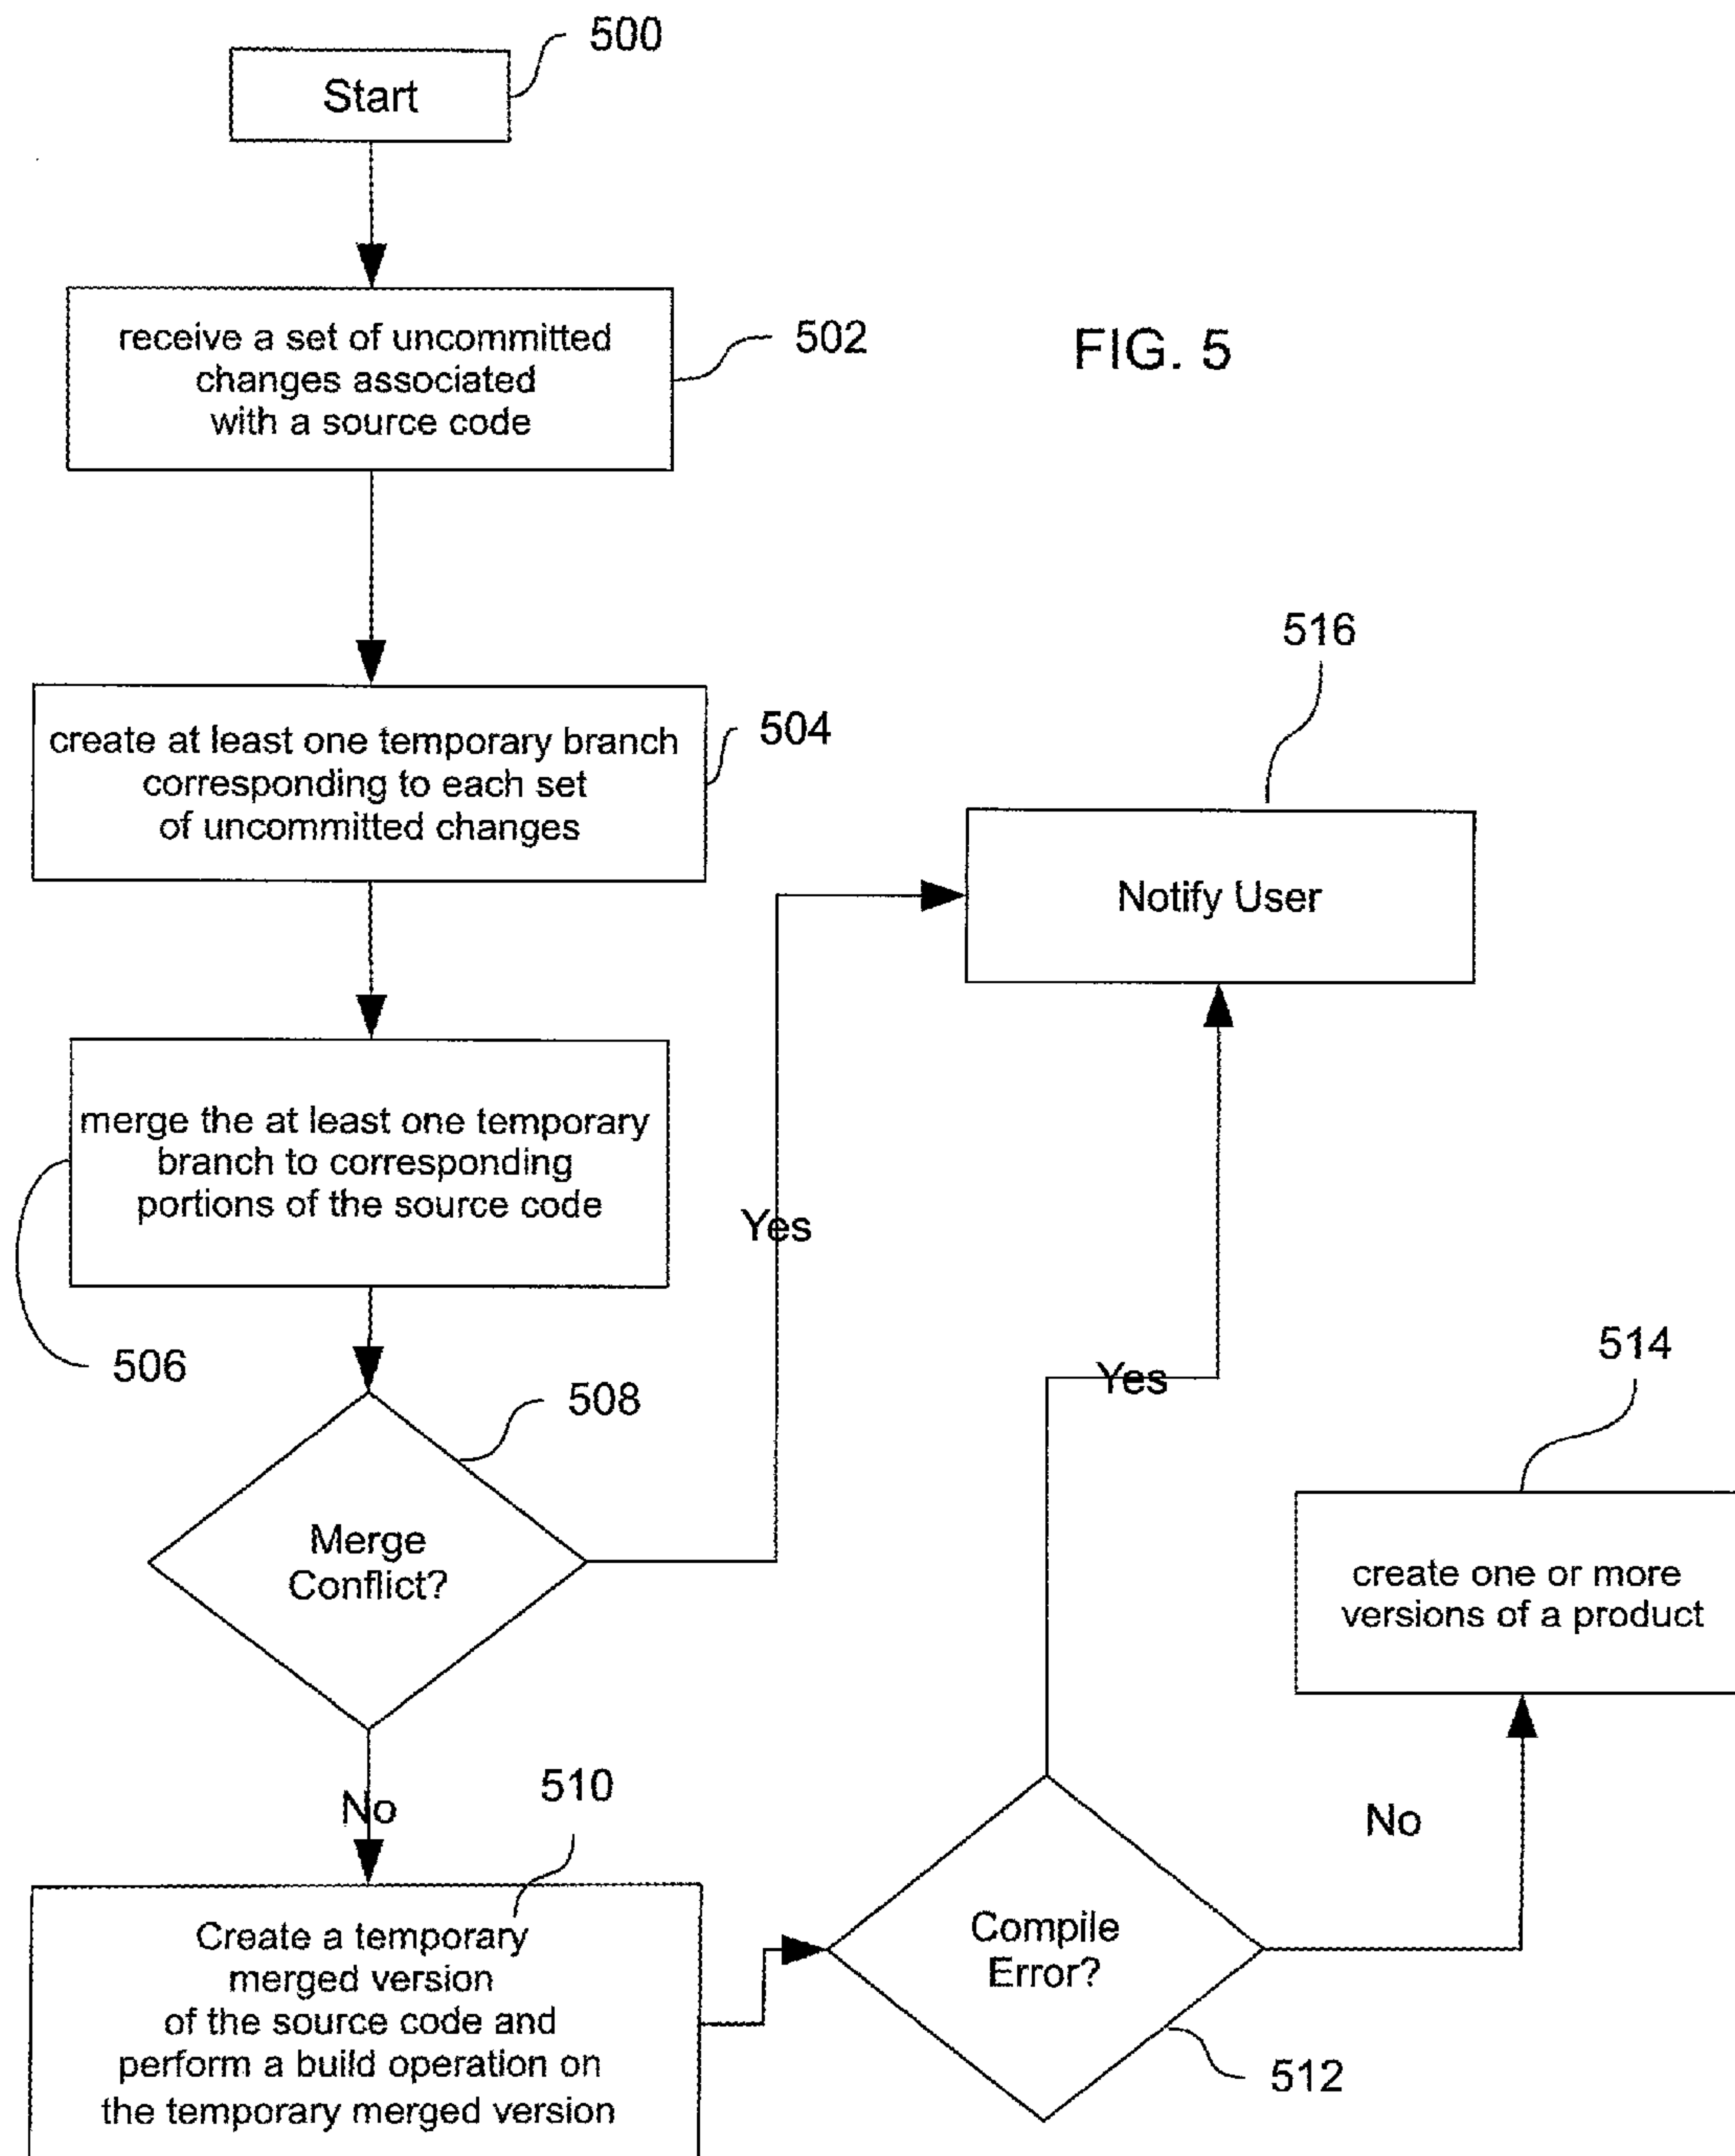 500
Start
receive a set of uncommitted
changes associated
with a source code
502
FIG. 5
516
create at least one temporary branch
corresponding to each set
of uncommitted changes
504
Notify User
merge the at least one temporary
branch to corresponding
portions of the source code
506
Yes
Yes
514
508
Merge
Conflict?
create one or more
versions of a product
No
510
No
Create a temporary
merged version
of the source code and
perform a build operation on
the temporary merged version
Compile
Error?
512